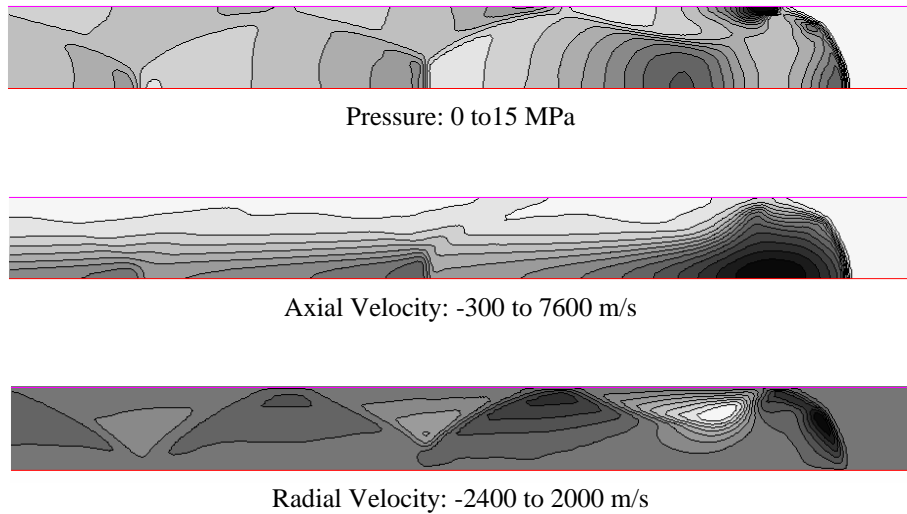 Pressure: 0 to15 MPa
Axial Velocity: -300 to 7600 m/s
Radial Velocity: -2400 to 2000 m/s